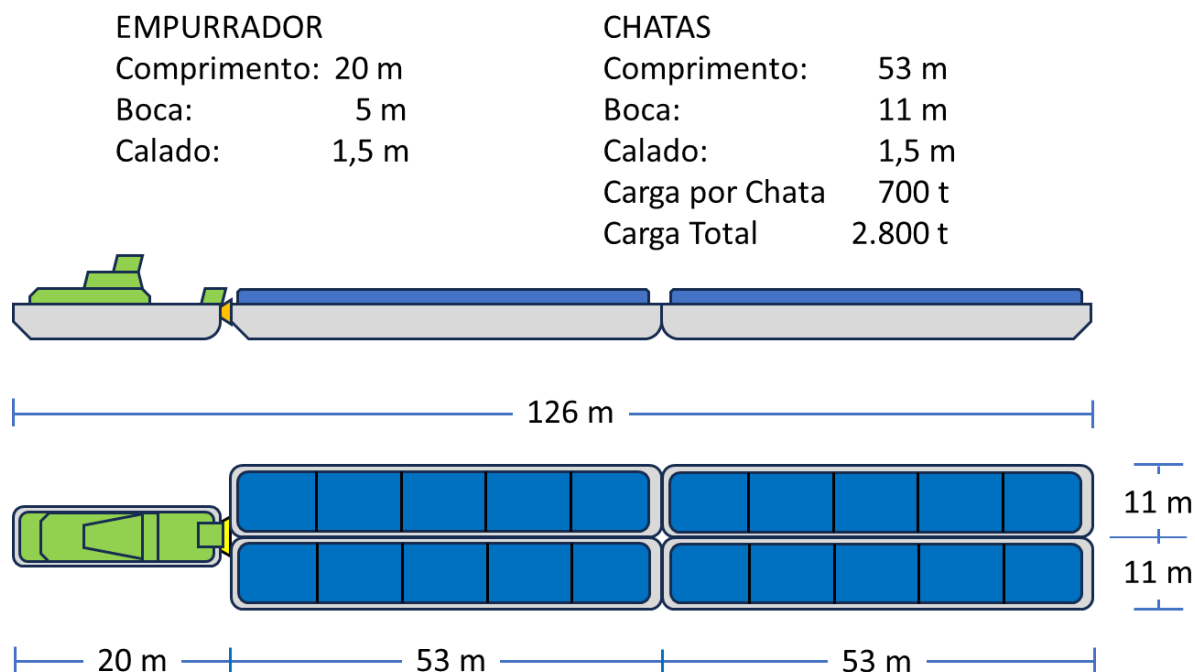 EMPURRADOR
Comprimento: 20 m
Boca: 5 m
Calado: 1,5 m
CHATAS
Comprimento: 53 m
Boca: 11 m
Calado: 1,5 m
Carga por Chata 700 t
Carga Total 2.800 t
126 m
11 m
11 m
20 m
53 m
53 m